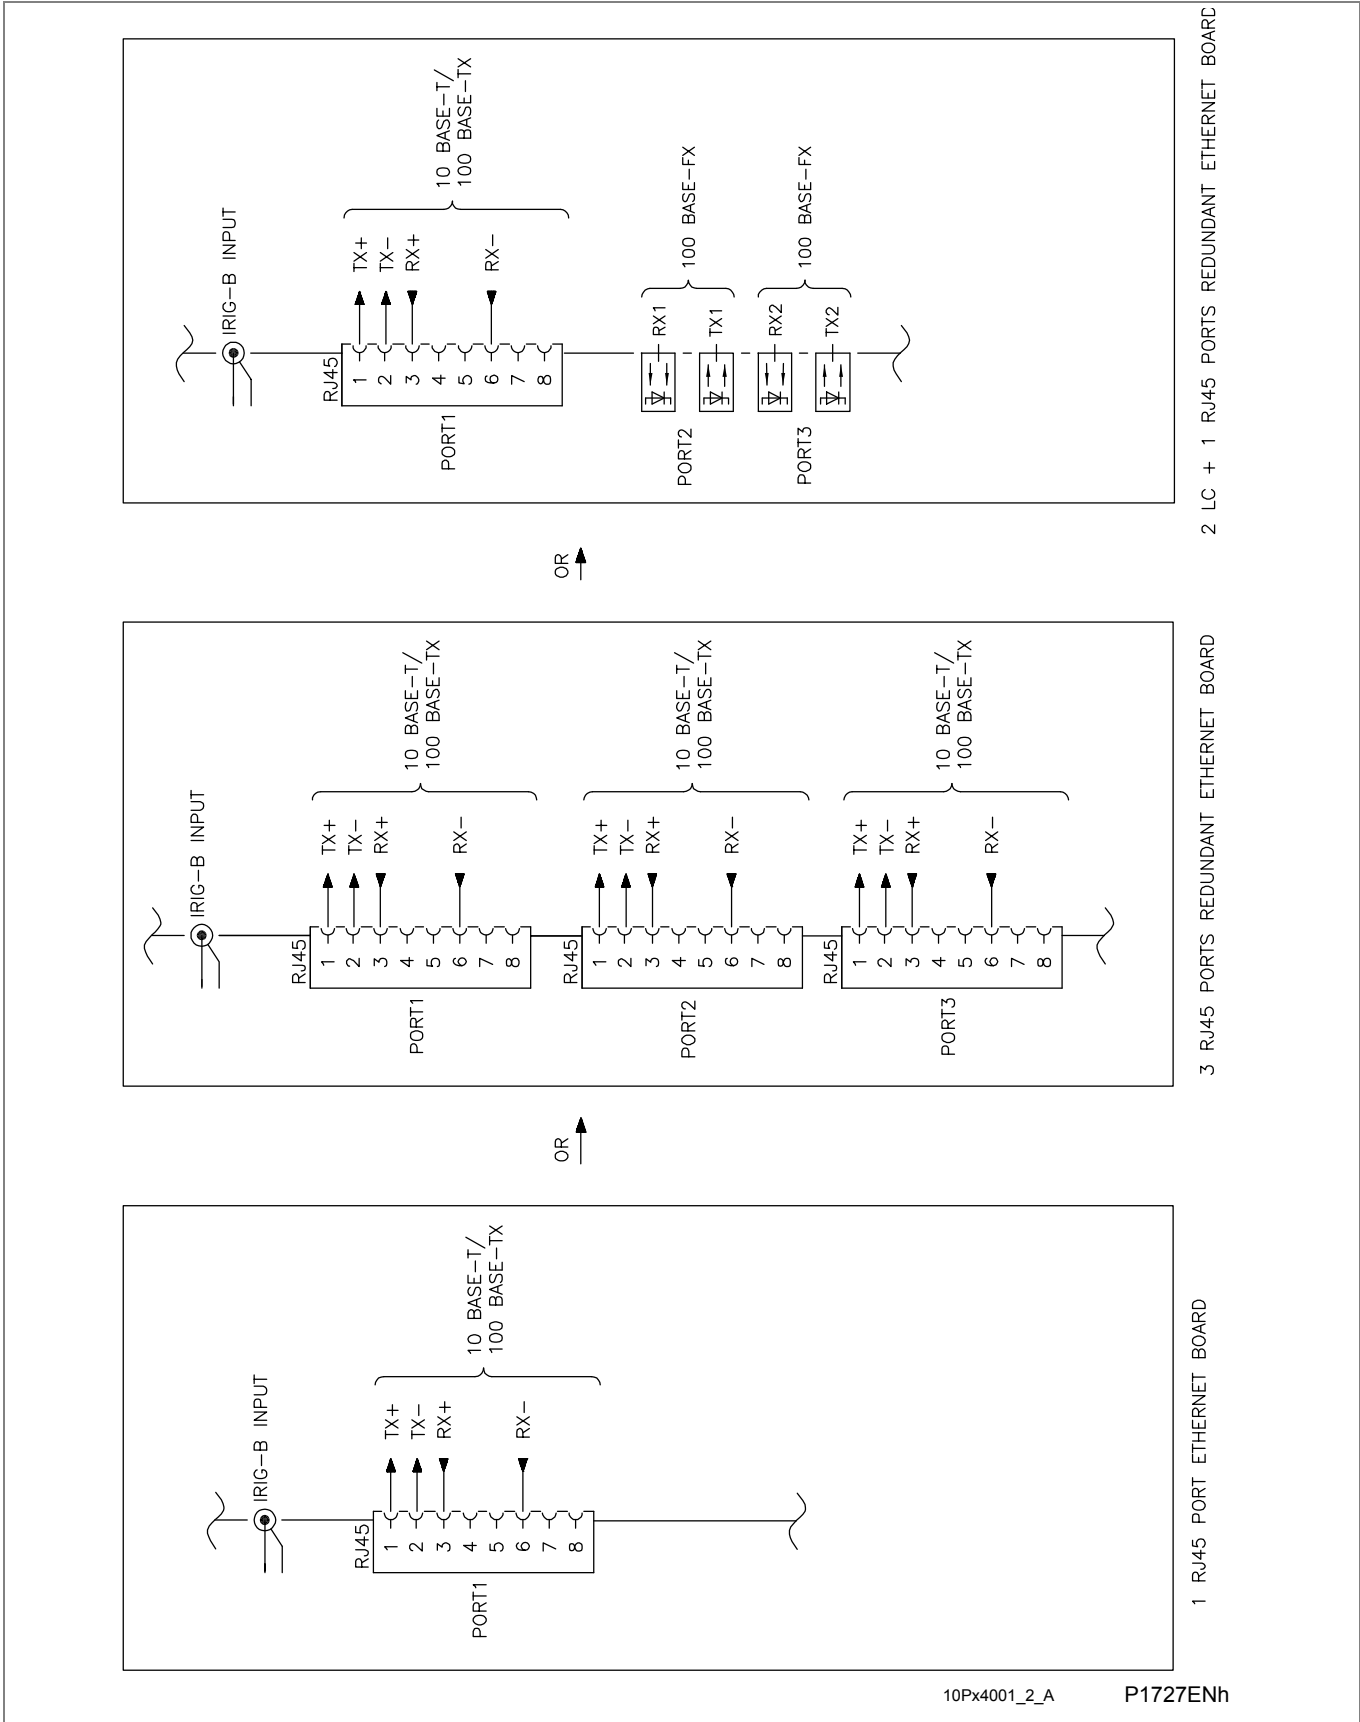 IRIG-B INPUT
RJ45
1
2
3
4
5
6
7
8
TX+
TX-
RX+
RX-
10 BASE-T/
100 BASE-TX
PORT1
1 RJ45 PORT ETHERNET BOARD
OR
IRIG-B INPUT
RJ45
1
2
3
4
5
6
7
8
TX+
TX-
RX+
RX-
10 BASE-T/
100 BASE-TX
PORT1
RJ45
1
2
3
4
5
6
7
8
TX+
TX-
RX+
RX-
10 BASE-T/
100 BASE-TX
PORT2
RJ45
1
2
3
4
5
6
7
8
TX+
TX-
RX+
RX-
10 BASE-T/
100 BASE-TX
PORT3
3 RJ45 PORTS REDUNDANT ETHERNET BOARD
OR
IRIG-B INPUT
RJ45
1
2
3
4
5
6
7
8
TX+
TX-
RX+
RX-
10 BASE-T/
100 BASE-TX
PORT1
RX1
TX1
100 BASE-FX
PORT2
RX2
TX2
100 BASE-FX
PORT3
2 LC + 1 RJ45 PORTS REDUNDANT ETHERNET BOARD
10Px4001_2_A
P1727ENh